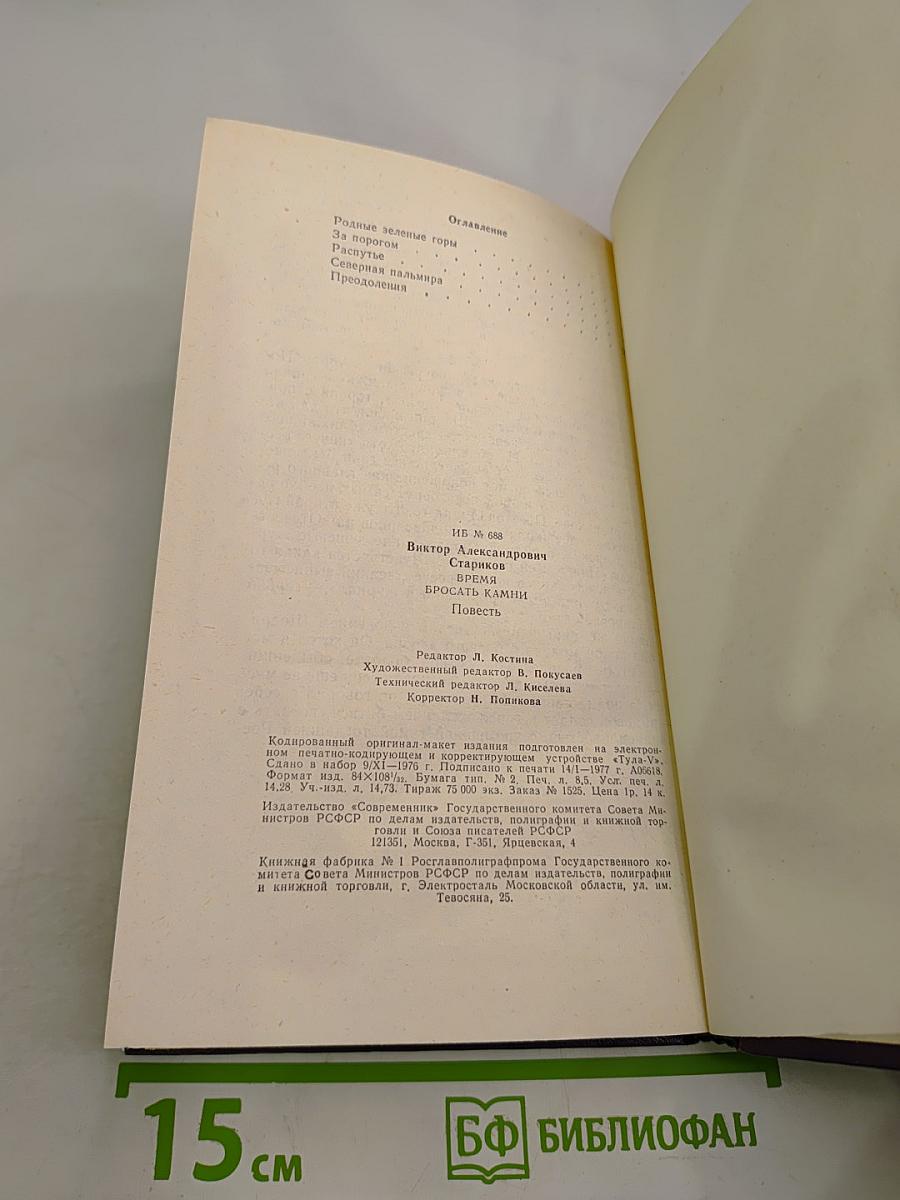 Оглавление
Родные зеленые горы
За порогом
Распутье
Северная пальмира
Преодоления
ИБ № 688
Виктор Александрович
Стариков
ВРЕМЯ
БРОСАТЬ КАМНИ
Повесть
Редактор Л. Костина
Художественный редактор В. Покусаев
Технический редактор Л. Киселева
Корректор Н. Попикова
Кодированный оригинал-макет издания подготовлен на электрон-
ном печатно-кодирующем и корректирующем устройстве «Тула-V».
Сдано в набор 9/XI—1976 г. Подписано к печати 14/1—1977 г. А05618.
Формат изд. 84×108¹/₃₂. Бумага тип. № 2. Печ. л. 8,5. Усл. печ. л.
14,28. Уч.-изд. л. 14,73. Тираж 75 000 экз. Заказ № 1525. Цена 1р. 14 к.
Издательство «Современник» Государственного комитета Совета Ми-
нистров РСФСР по делам издательств, полиграфии и книжной тор-
говли и Союза писателей РСФСР
121351, Москва, Г-351, Ярцевская, 4
Книжная фабрика № 1 Росглавполиграфпрома Государственного ко-
митета Совета Министров РСФСР по делам издательств, полиграфии
и книжной торговли, г. Электросталь Московской области, ул. им.
Тевосяна, 25.
15 см
БФ БИБЛИОФАН